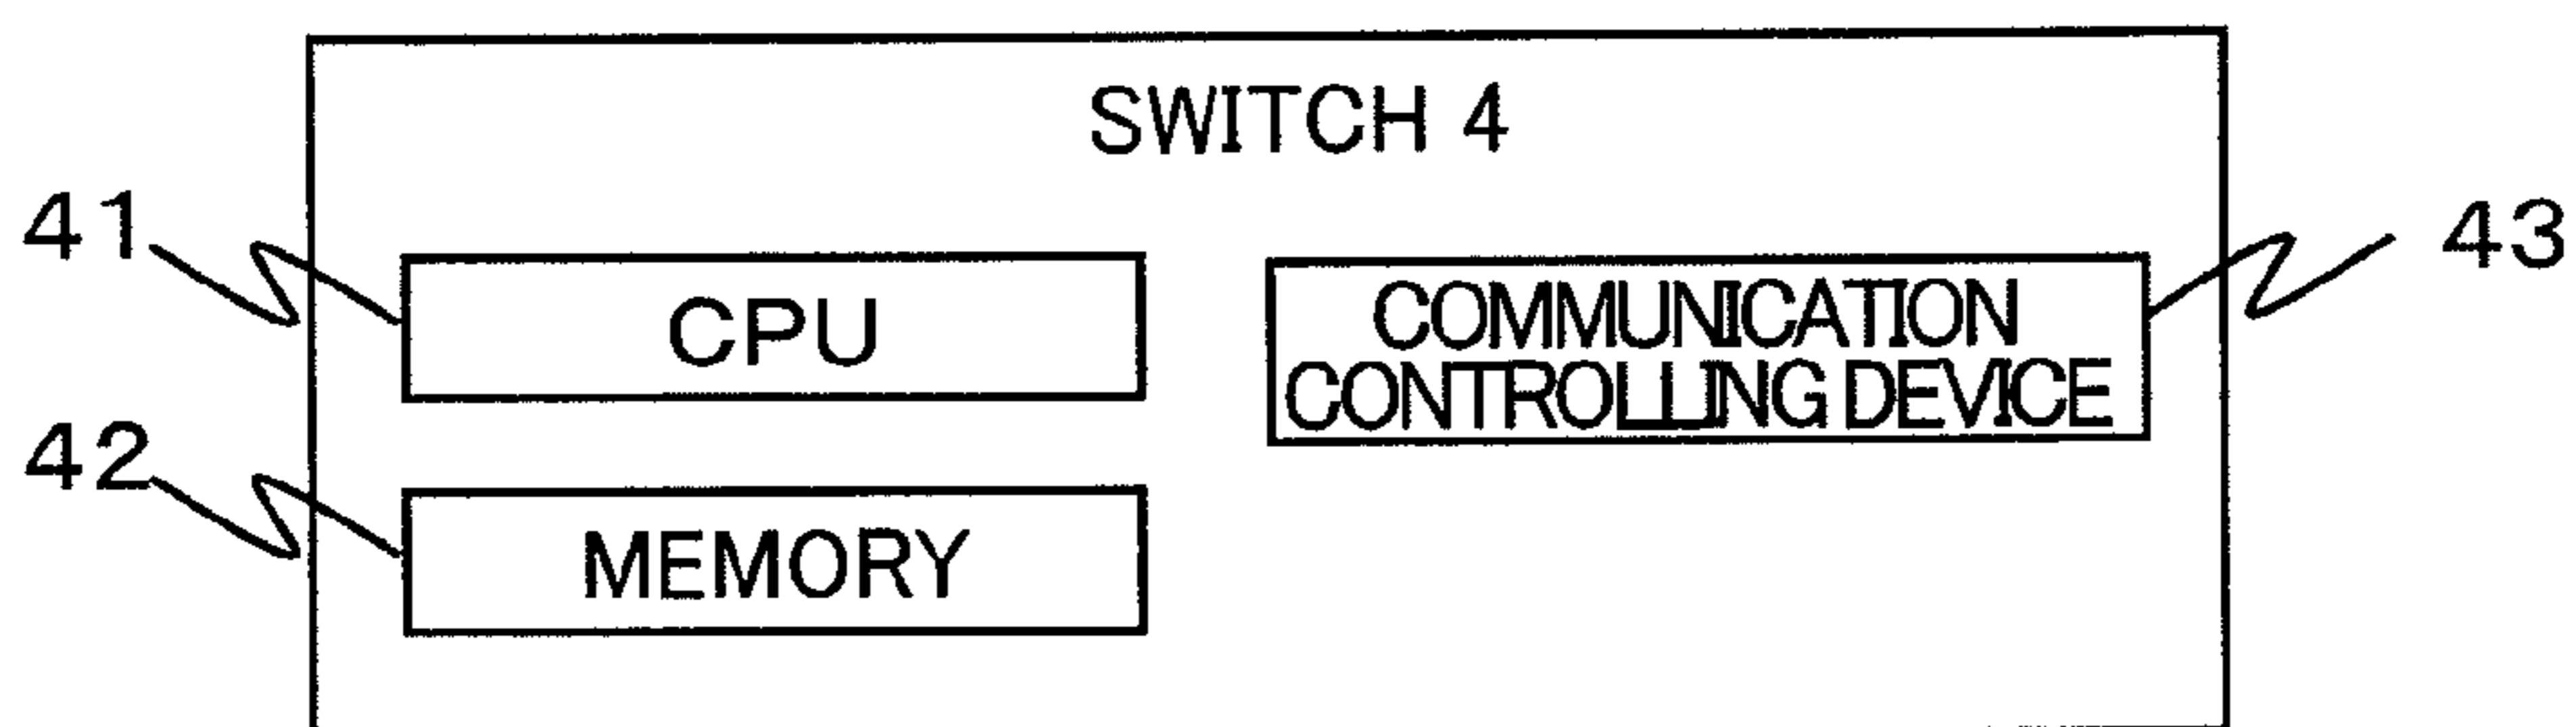 SWITCH 4
41
CPU
COMMUNICATION
CONTROLLING DEVICE
43
42
MEMORY